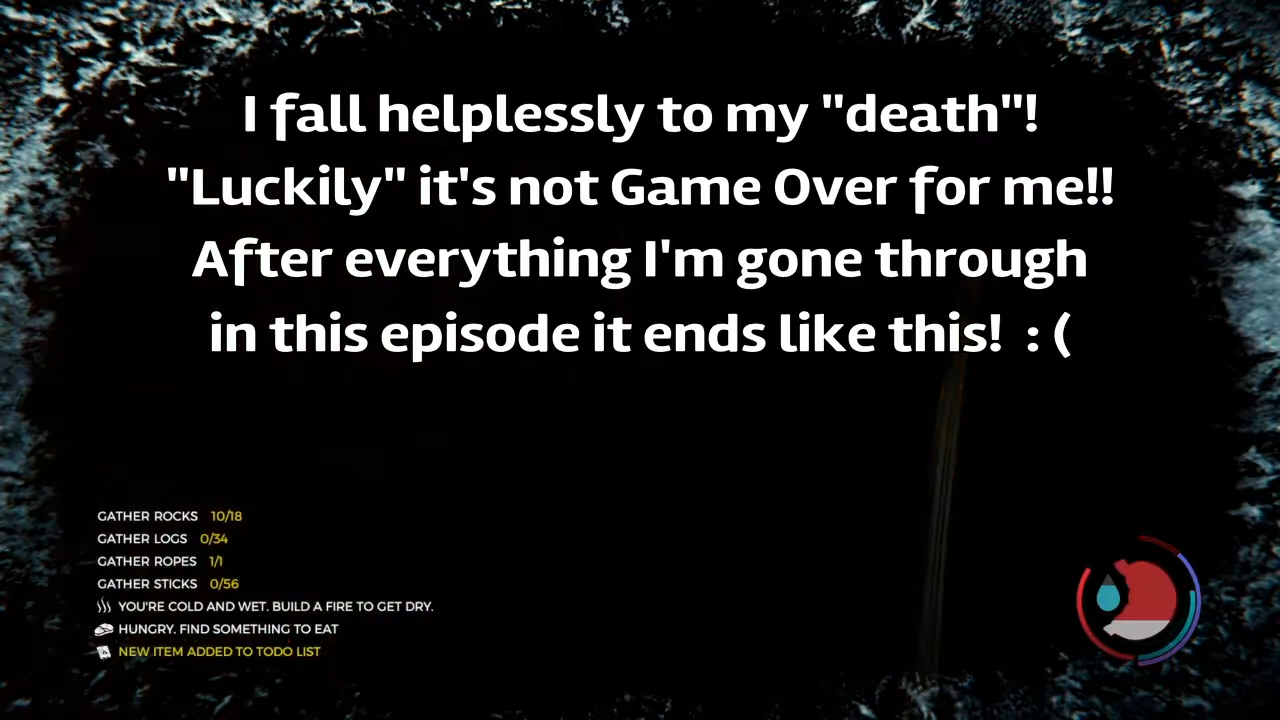 I fall helplessly to my "death"!
"Luckily" it's not Game Over for me!!
After everything I'm gone through
in this episode it ends like this!  : (
GATHER ROCKS 10/18
GATHER LOGS 0/34
GATHER ROPES 1/1
GATHER STICKS 0/56
YOU'RE COLD AND WET. BUILD A FIRE TO GET DRY.
HUNGRY. FIND SOMETHING TO EAT
NEW ITEM ADDED TO TODO LIST